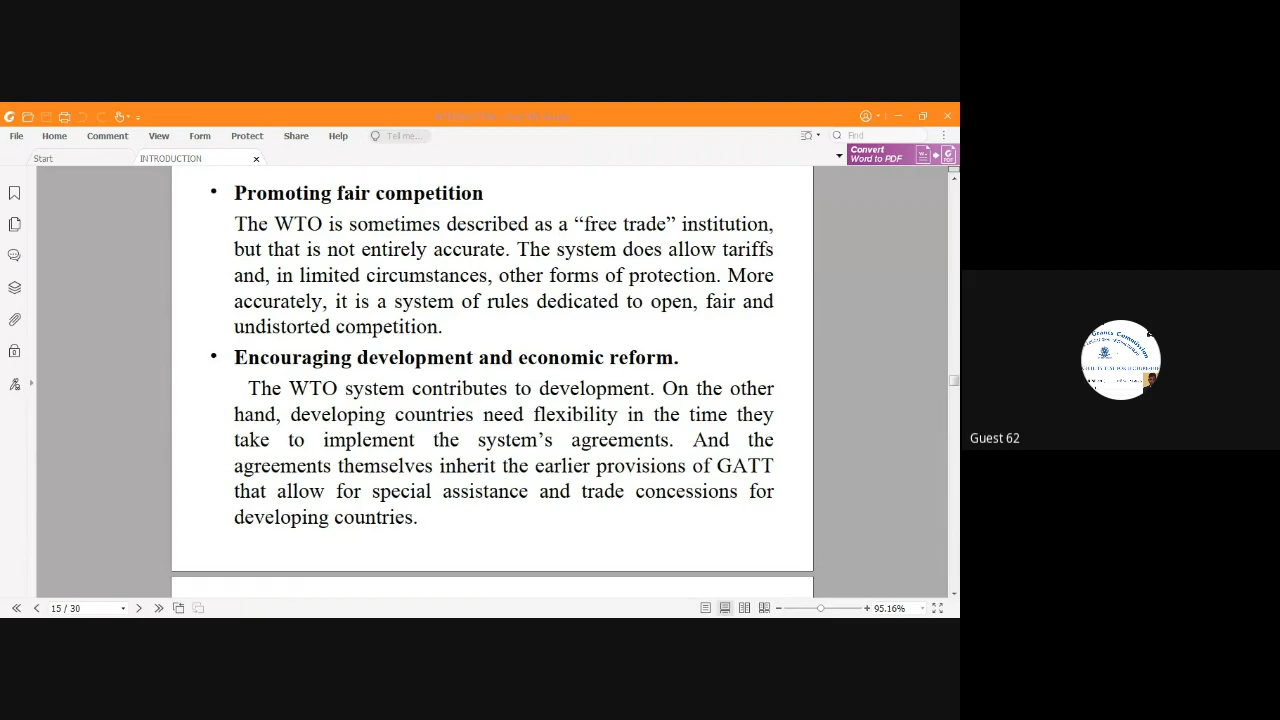 File Home Comment View Form Protect Share Help Tell me... Find
Convert
Word to PDF
Start INTRODUCTION
• Promoting fair competition
The WTO is sometimes described as a “free trade” institution,
but that is not entirely accurate. The system does allow tariffs
and, in limited circumstances, other forms of protection. More
accurately, it is a system of rules dedicated to open, fair and
undistorted competition.
• Encouraging development and economic reform.
The WTO system contributes to development. On the other
hand, developing countries need flexibility in the time they
take to implement the system’s agreements. And the
agreements themselves inherit the earlier provisions of GATT
that allow for special assistance and trade concessions for
developing countries.
15 / 30
95.16%
Grants Commission
Guest 62